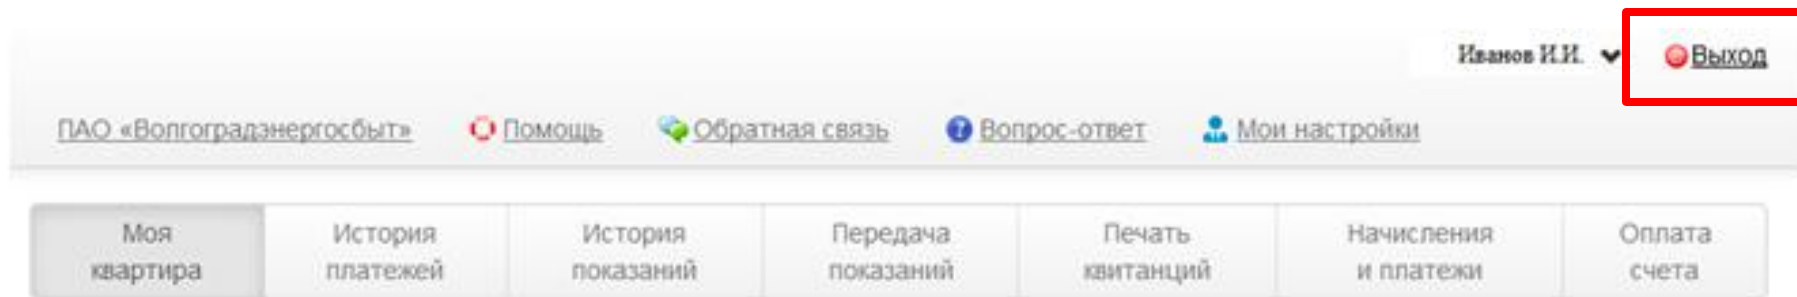 Иванов И.И. Выход
ПАО «Волгоградэнергосбыт» Помощь Обратная связь Вопрос-ответ Мои настройки
Моя История История Передача Печать Начисления Оплата
квартира платежей показаний показаний квитанций и платежи счета